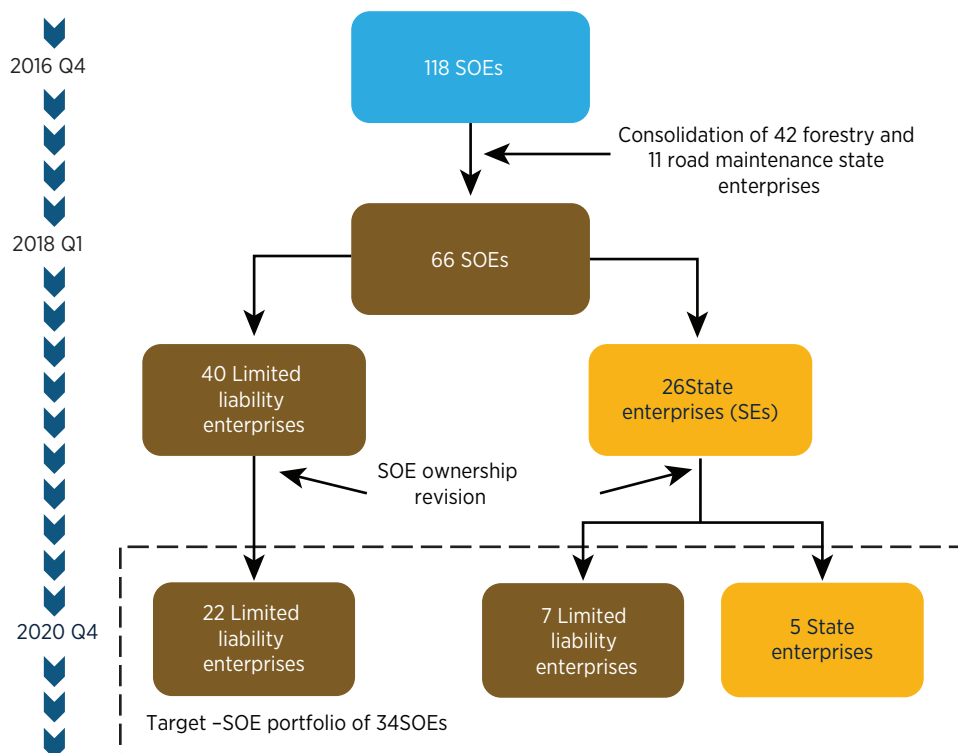 2016 Q4
118 SOEs
Consolidation of 42 forestry and
11 road maintenance state
enterprises
2018 Q1
66 SOEs
40 Limited
liability
enterprises
26State
enterprises (SEs)
SOE ownership
revision
22 Limited
liability
enterprises
7 Limited
liability
enterprises
5 State
enterprises
2020 Q4
Target –SOE portfolio of 34SOEs